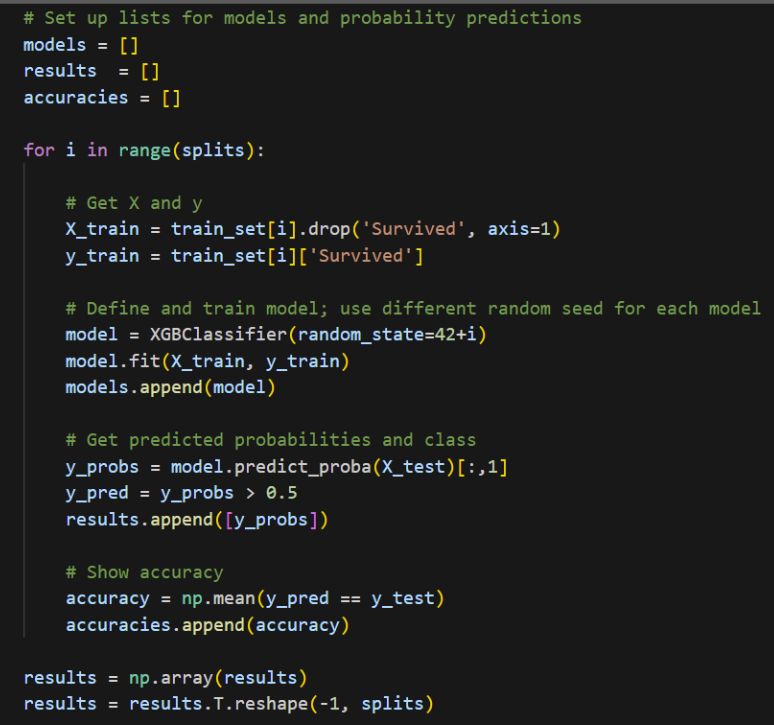 # Set up lists for models and probability predictions
models = []
results  = []
accuracies = []

for i in range(splits):

    # Get X and y
    X_train = train_set[i].drop('Survived', axis=1)
    y_train = train_set[i]['Survived']

    # Define and train model; use different random seed for each model
    model = XGBClassifier(random_state=42+i)
    model.fit(X_train, y_train)
    models.append(model)

    # Get predicted probabilities and class
    y_probs = model.predict_proba(X_test)[:,1]
    y_pred = y_probs > 0.5
    results.append([y_probs])

    # Show accuracy
    accuracy = np.mean(y_pred == y_test)
    accuracies.append(accuracy)

results = np.array(results)
results = results.T.reshape(-1, splits)